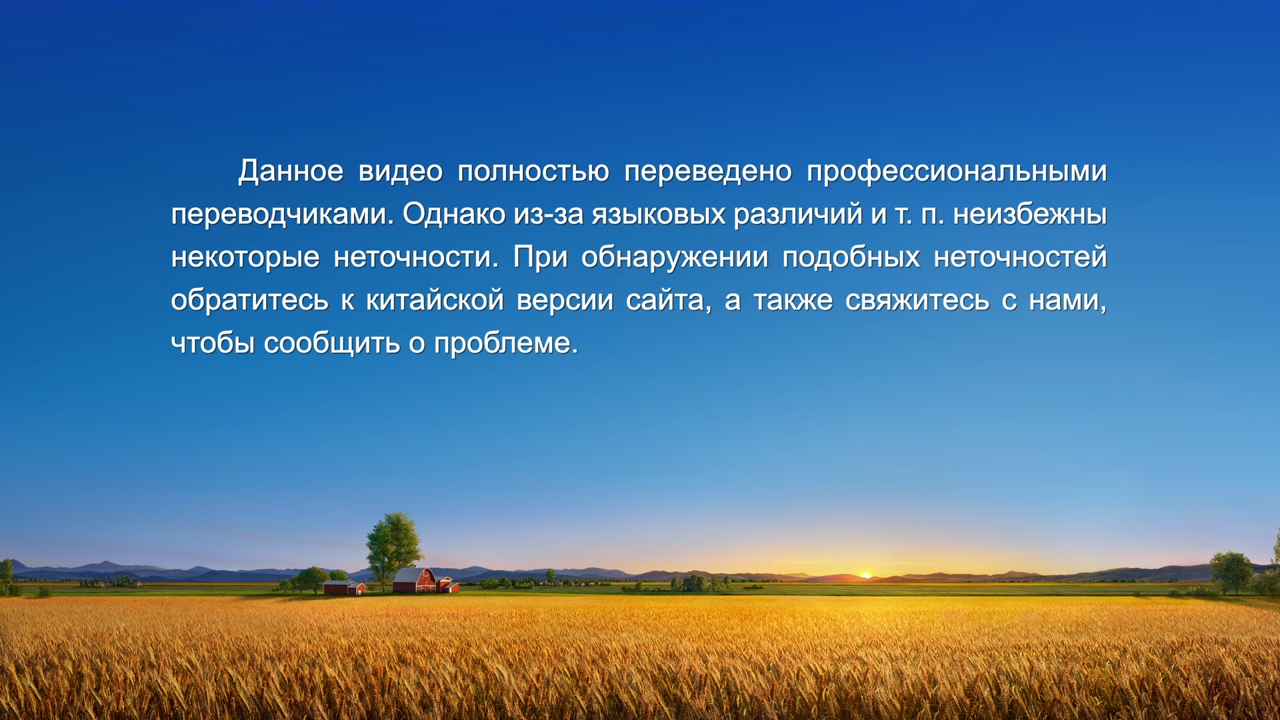 Данное видео полностью переведено профессиональными
переводчиками. Однако из-за языковых различий и т. п. неизбежны
некоторые неточности. При обнаружении подобных неточностей
обратитесь к китайской версии сайта, а также свяжитесь с нами,
чтобы сообщить о проблеме.